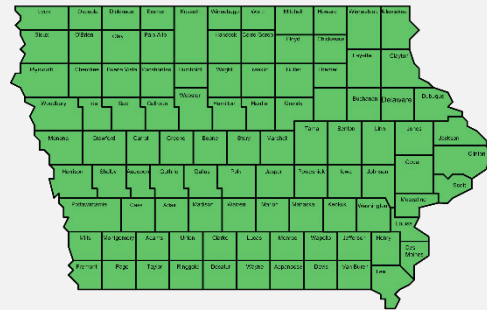 Lyon Osceola Dickinson Emmet Kossuth Winnebago Worth Mitchell Howard Winneshiek Allamakee
Sioux O'Brien Clay Palo Alto Hancock Cerro Gordo Floyd Chickasaw
Plymouth Cherokee Buena Vista Pocahontas Humboldt Wright Franklin Butler Bremer Fayette Clayton
Woodbury Ida Sac Calhoun Webster Hamilton Hardin Grundy Buchanan Delaware Dubuque
Monona Crawford Carroll Greene Boone Story Marshall Tama Benton Linn Jones Jackson
Clinton
Harrison Shelby Audubon Guthrie Dallas Polk Jasper Poweshiek Iowa Johnson Cedar Scott
Muscatine
Pottawattamie Cass Adair Madison Warren Marion Mahaska Keokuk Washington
Louisa
Mills Montgomery Adams Union Clarke Lucas Monroe Wapello Jefferson Henry Des Moines
Fremont Page Taylor Ringgold Decatur Wayne Appanoose Davis Van Buren Lee